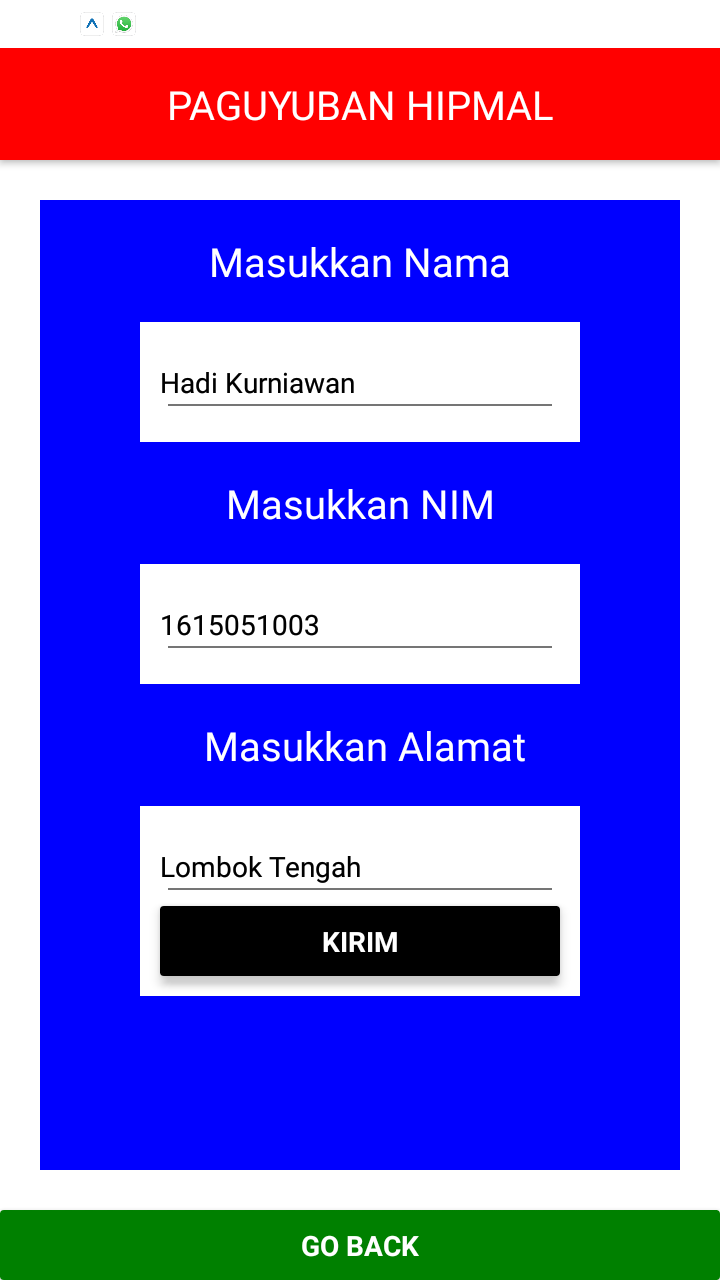 PAGUYUBAN HIPMAL
Masukkan Nama
Hadi Kurniawan
Masukkan NIM
1615051003
Masukkan Alamat
Lombok Tengah
KIRIM
GO BACK